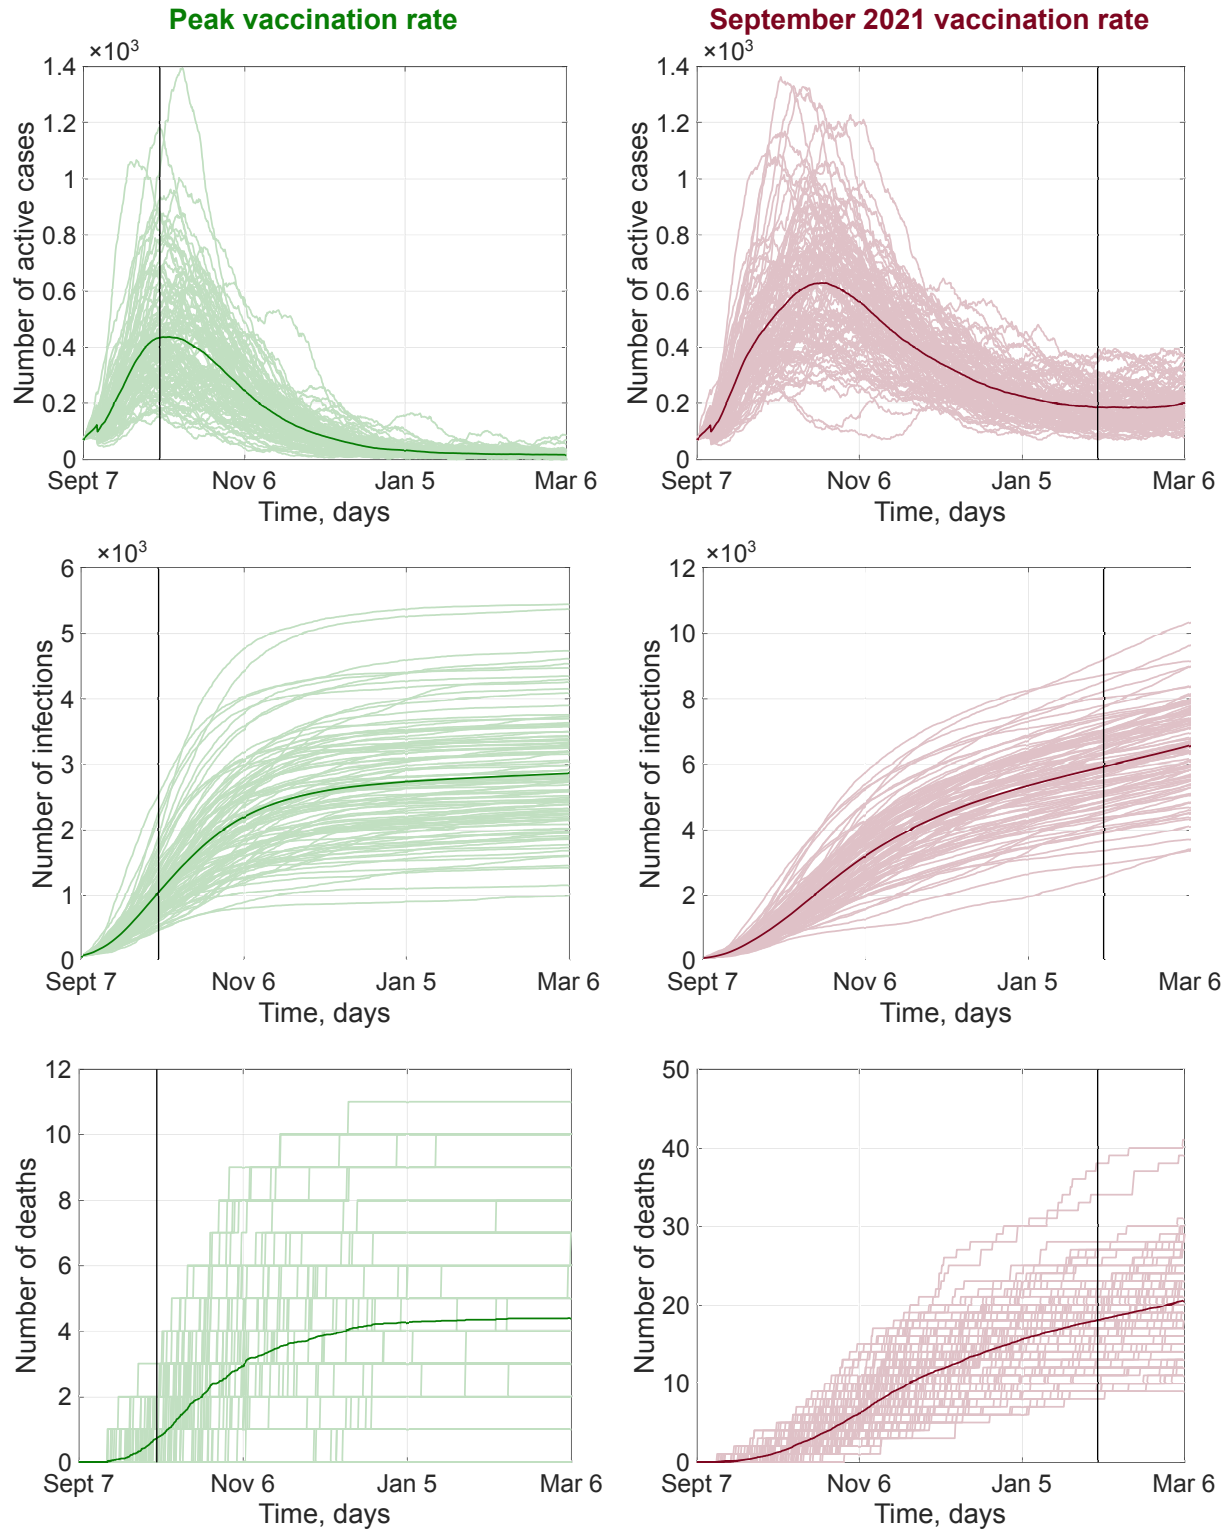 Peak vaccination rate
September 2021 vaccination rate
×10³
1.4
1.2
1
0.8
0.6
0.4
0.2
0
Number of active cases
Sept 7 Nov 6 Jan 5 Mar 6
Time, days
×10³
1.4
1.2
1
0.8
0.6
0.4
0.2
0
Number of active cases
Sept 7 Nov 6 Jan 5 Mar 6
Time, days
×10³
6
5
4
3
2
1
0
Number of infections
Sept 7 Nov 6 Jan 5 Mar 6
Time, days
×10³
12
10
8
6
4
2
0
Number of infections
Sept 7 Nov 6 Jan 5 Mar 6
Time, days
12
10
8
6
4
2
0
Number of deaths
Sept 7 Nov 6 Jan 5 Mar 6
Time, days
50
40
30
20
10
0
Number of deaths
Sept 7 Nov 6 Jan 5 Mar 6
Time, days